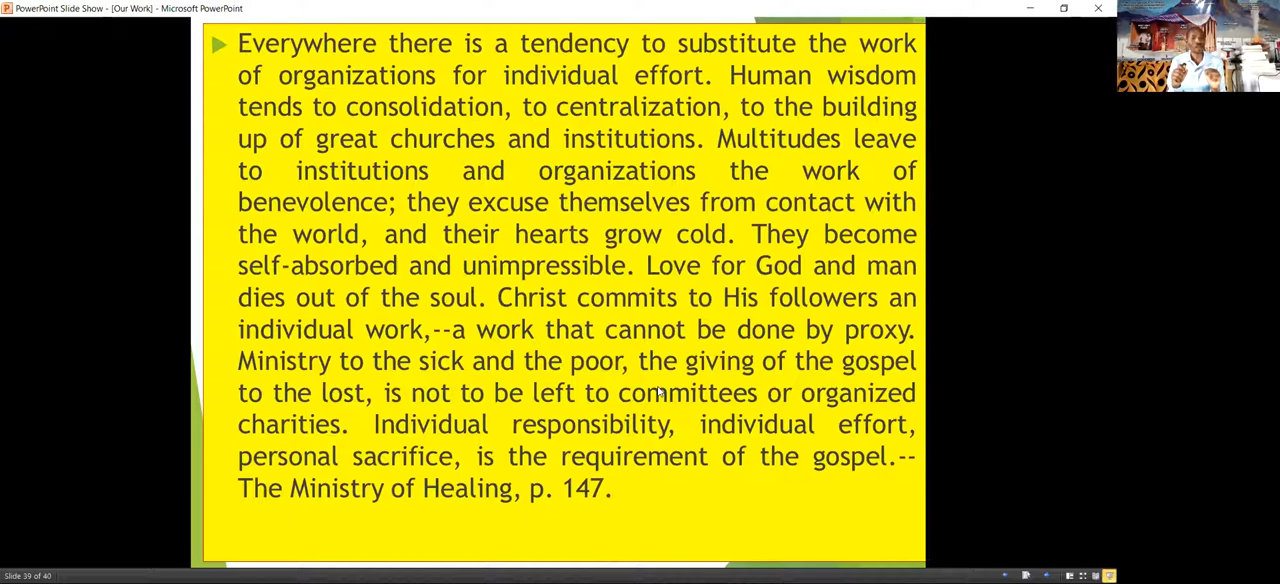 PowerPoint Slide Show - [Our Work] - Microsoft PowerPoint
Everywhere there is a tendency to substitute the work
of organizations for individual effort. Human wisdom
tends to consolidation, to centralization, to the building
up of great churches and institutions. Multitudes leave
to institutions and organizations the work of
benevolence; they excuse themselves from contact with
the world, and their hearts grow cold. They become
self-absorbed and unimpressible. Love for God and man
dies out of the soul. Christ commits to His followers an
individual work,--a work that cannot be done by proxy.
Ministry to the sick and the poor, the giving of the gospel
to the lost, is not to be left to committees or organized
charities. Individual responsibility, individual effort,
personal sacrifice, is the requirement of the gospel.--
The Ministry of Healing, p. 147.
Slide 39 of 40